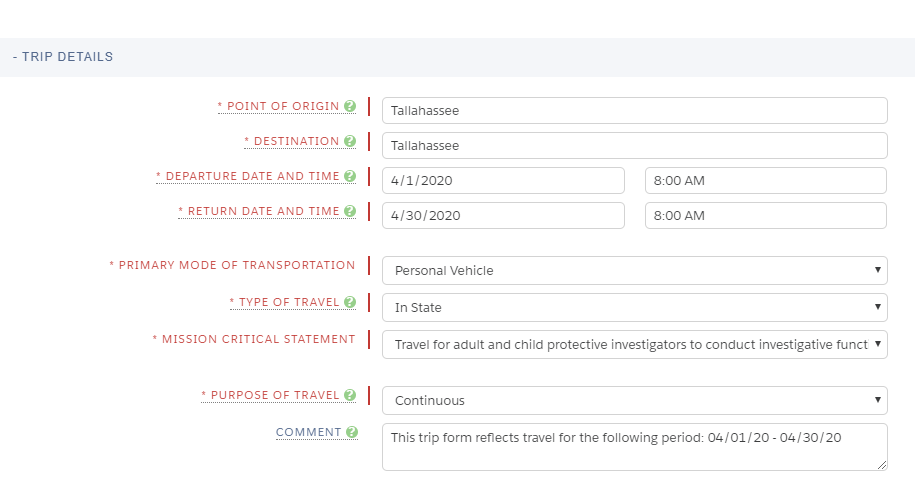 - TRIP DETAILS
* POINT OF ORIGIN ? Tallahassee
* DESTINATION ? Tallahassee
* DEPARTURE DATE AND TIME ? 4/1/2020 8:00 AM
* RETURN DATE AND TIME ? 4/30/2020 8:00 AM
* PRIMARY MODE OF TRANSPORTATION Personal Vehicle
* TYPE OF TRAVEL ? In State
* MISSION CRITICAL STATEMENT Travel for adult and child protective investigators to conduct investigative funct
* PURPOSE OF TRAVEL ? Continuous
COMMENT ? This trip form reflects travel for the following period: 04/01/20 - 04/30/20